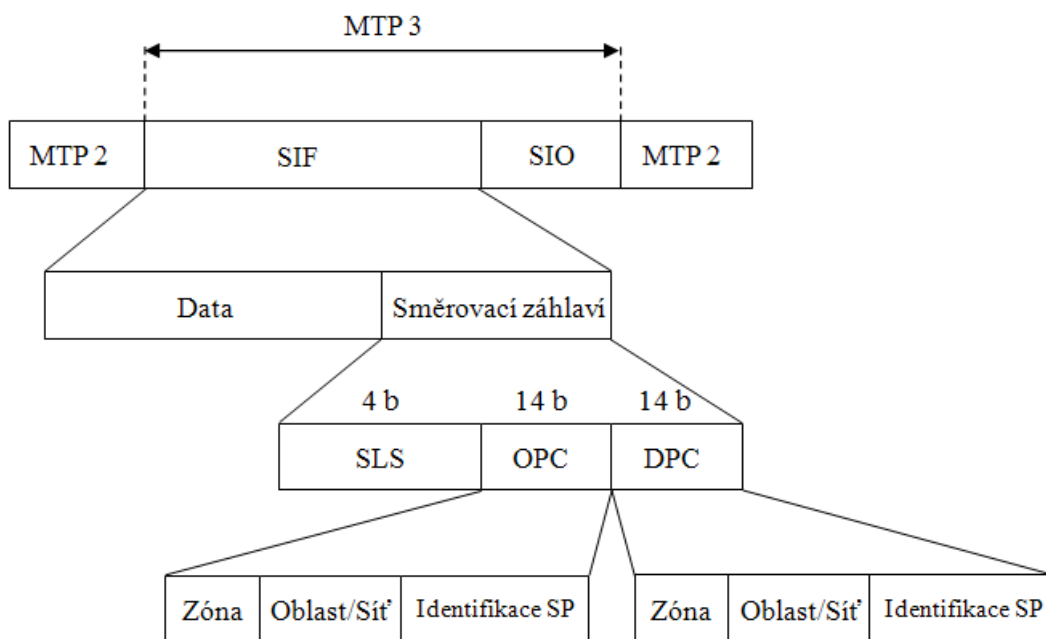 MTP 3
MTP 2 SIF SIO MTP 2
Data Směrovací záhlaví
4 b 14 b 14 b
SLS OPC DPC
Zóna Oblast/Síť Identifikace SP Zóna Oblast/Síť Identifikace SP